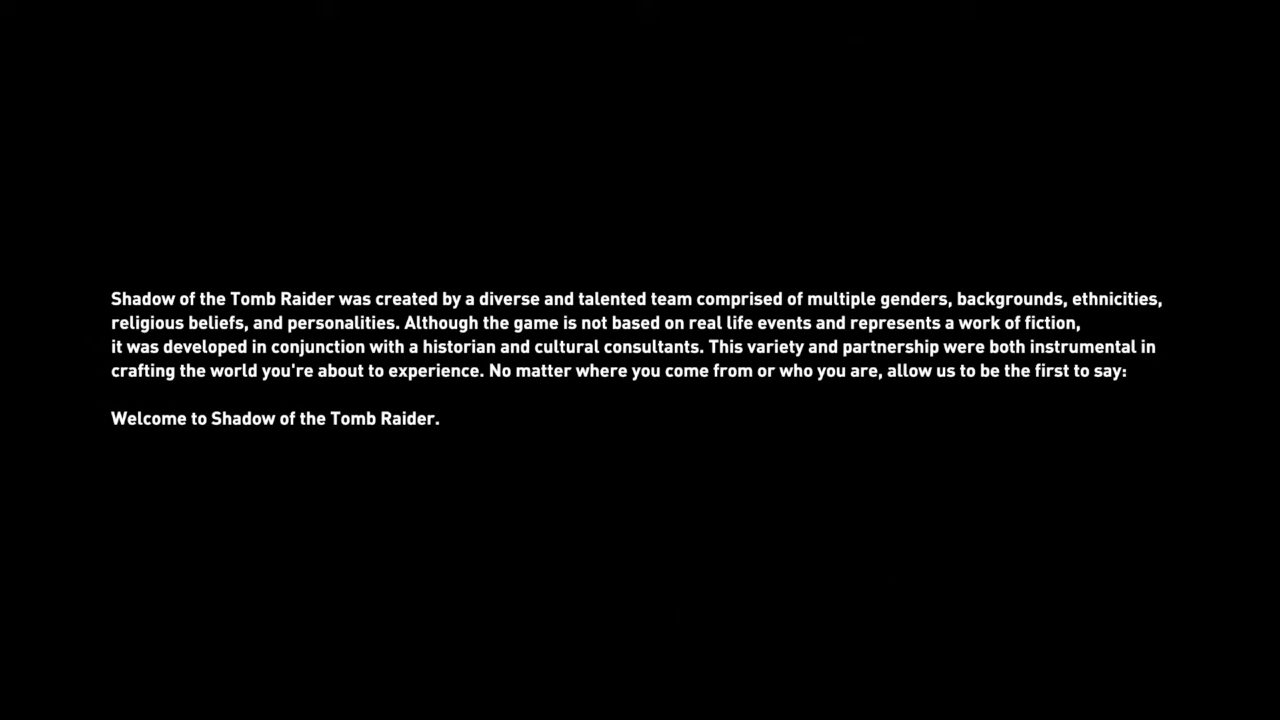 Shadow of the Tomb Raider was created by a diverse and talented team comprised of multiple genders, backgrounds, ethnicities,
religious beliefs, and personalities. Although the game is not based on real life events and represents a work of fiction,
it was developed in conjunction with a historian and cultural consultants. This variety and partnership were both instrumental in
crafting the world you're about to experience. No matter where you come from or who you are, allow us to be the first to say:
Welcome to Shadow of the Tomb Raider.